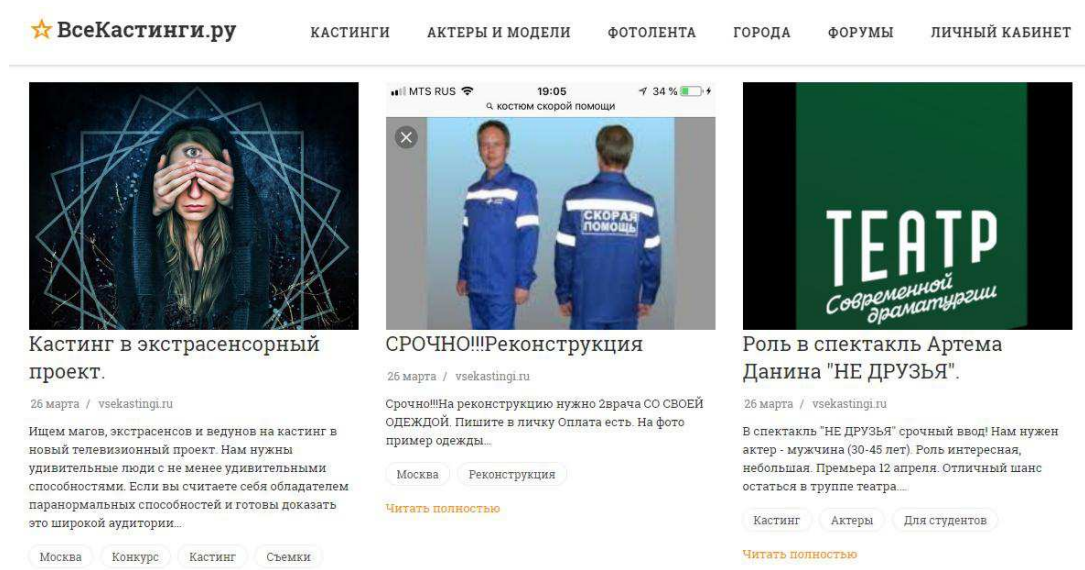 ВсеКастинги.ру
КАСТИНГИ
АКТЕРЫ И МОДЕЛИ
ФОТОЛЕНТА
ГОРОДА
ФОРУМЫ
ЛИЧНЫЙ КАБИНЕТ
Кастинг в экстрасенсорный
проект.
26 марта / vsekastingi.ru
Ищем магов, экстрасенсов и ведунов на кастинг в
новый телевизионный проект. Нам нужны
удивительные люди с не менее удивительными
способностями. Если вы считаете себя обладателем
паранормальных способностей и готовы доказать
это широкой аудитории...
Москва
Конкурс
Кастинг
Съемки
MTS RUS
19:05
34 %
костюм скорой помощи
СКОРАЯ
ПОМОЩЬ
СРОЧНО!!!Реконструкция
26 марта / vsekastingi.ru
Срочно!!!На реконструкцию нужно 2врача СО СВОЕЙ
ОДЕЖДОЙ. Пишите в личку Оплата есть. На фото
пример одежды...
Москва
Реконструкция
Читать полностью
ТЕАТР
Современной
драматургии
Роль в спектакль Артема
Данина "НЕ ДРУЗЬЯ".
26 марта / vsekastingi.ru
В спектакль "НЕ ДРУЗЬЯ" срочный ввод! Нам нужен
актер - мужчина (30-45 лет). Роль интересная,
небольшая. Премьера 12 апреля. Отличный шанс
остаться в труппе театра....
Кастинг
Актеры
Для студентов
Читать полностью